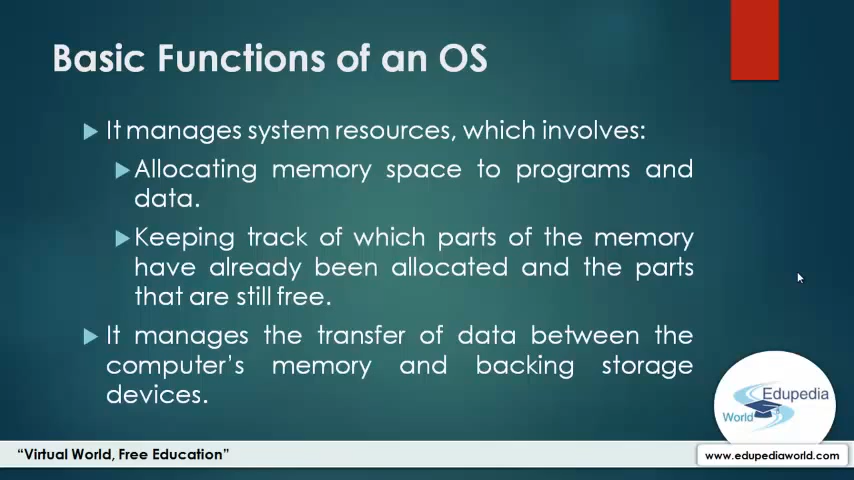 Basic Functions of an OS
It manages system resources, which involves:
Allocating memory space to programs and
data.
Keeping track of which parts of the memory
have already been allocated and the parts
that are still free.
It manages the transfer of data between the
computer's memory and backing storage
devices.
Edupedia
World
“Virtual World, Free Education”
www.edupediaworld.com